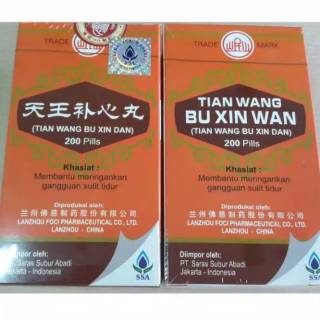 TRADE
天王补心丸
(TIAN WANG BU XIN DAN)
200 Pills
Khasiat :
Membantu meringankan
gangguan sulit tidur
Diproduksi oleh:
兰州佛慈制药股份有限公司
LANZHOU FOCI PHARMACEUTICAL CO., LTD.
LANZHOU - CHINA
Diimpor oleh:
PT. Saras Subur Abadi
Jakarta - Indonesia
SSA
TRADE MARK
TIAN WANG
BU XIN WAN
(TIAN WANG BU XIN DAN)
200 Pills
Khasiat :
Membantu meringankan
gangguan sulit tidur
Diproduksi oleh:
兰州佛慈制药股份有限公司
LANZHOU FOCI PHARMACEUTICAL CO., LTD.
LANZHOU - CHINA
Diimpor oleh:
PT. Saras Subur Abadi
Jakarta - Indonesia
SSA